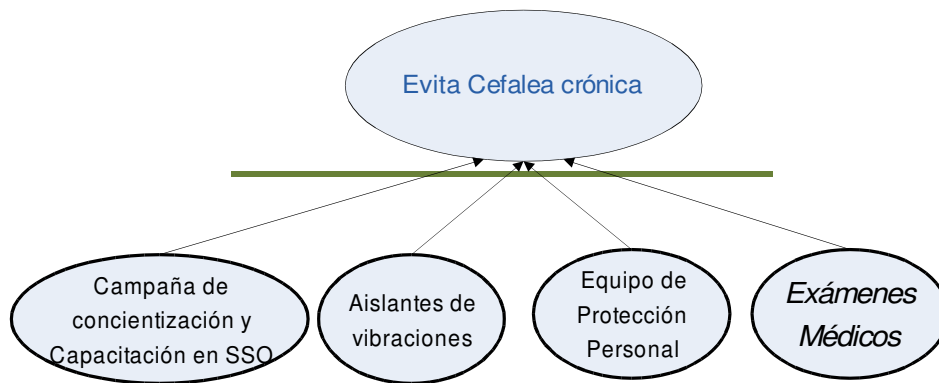 Evita Cefalea crónica
Campaña de
concientización y
Capacitación en SSO
Aislantes de
vibraciones
Equipo de
Protección
Personal
Exámenes
Médicos